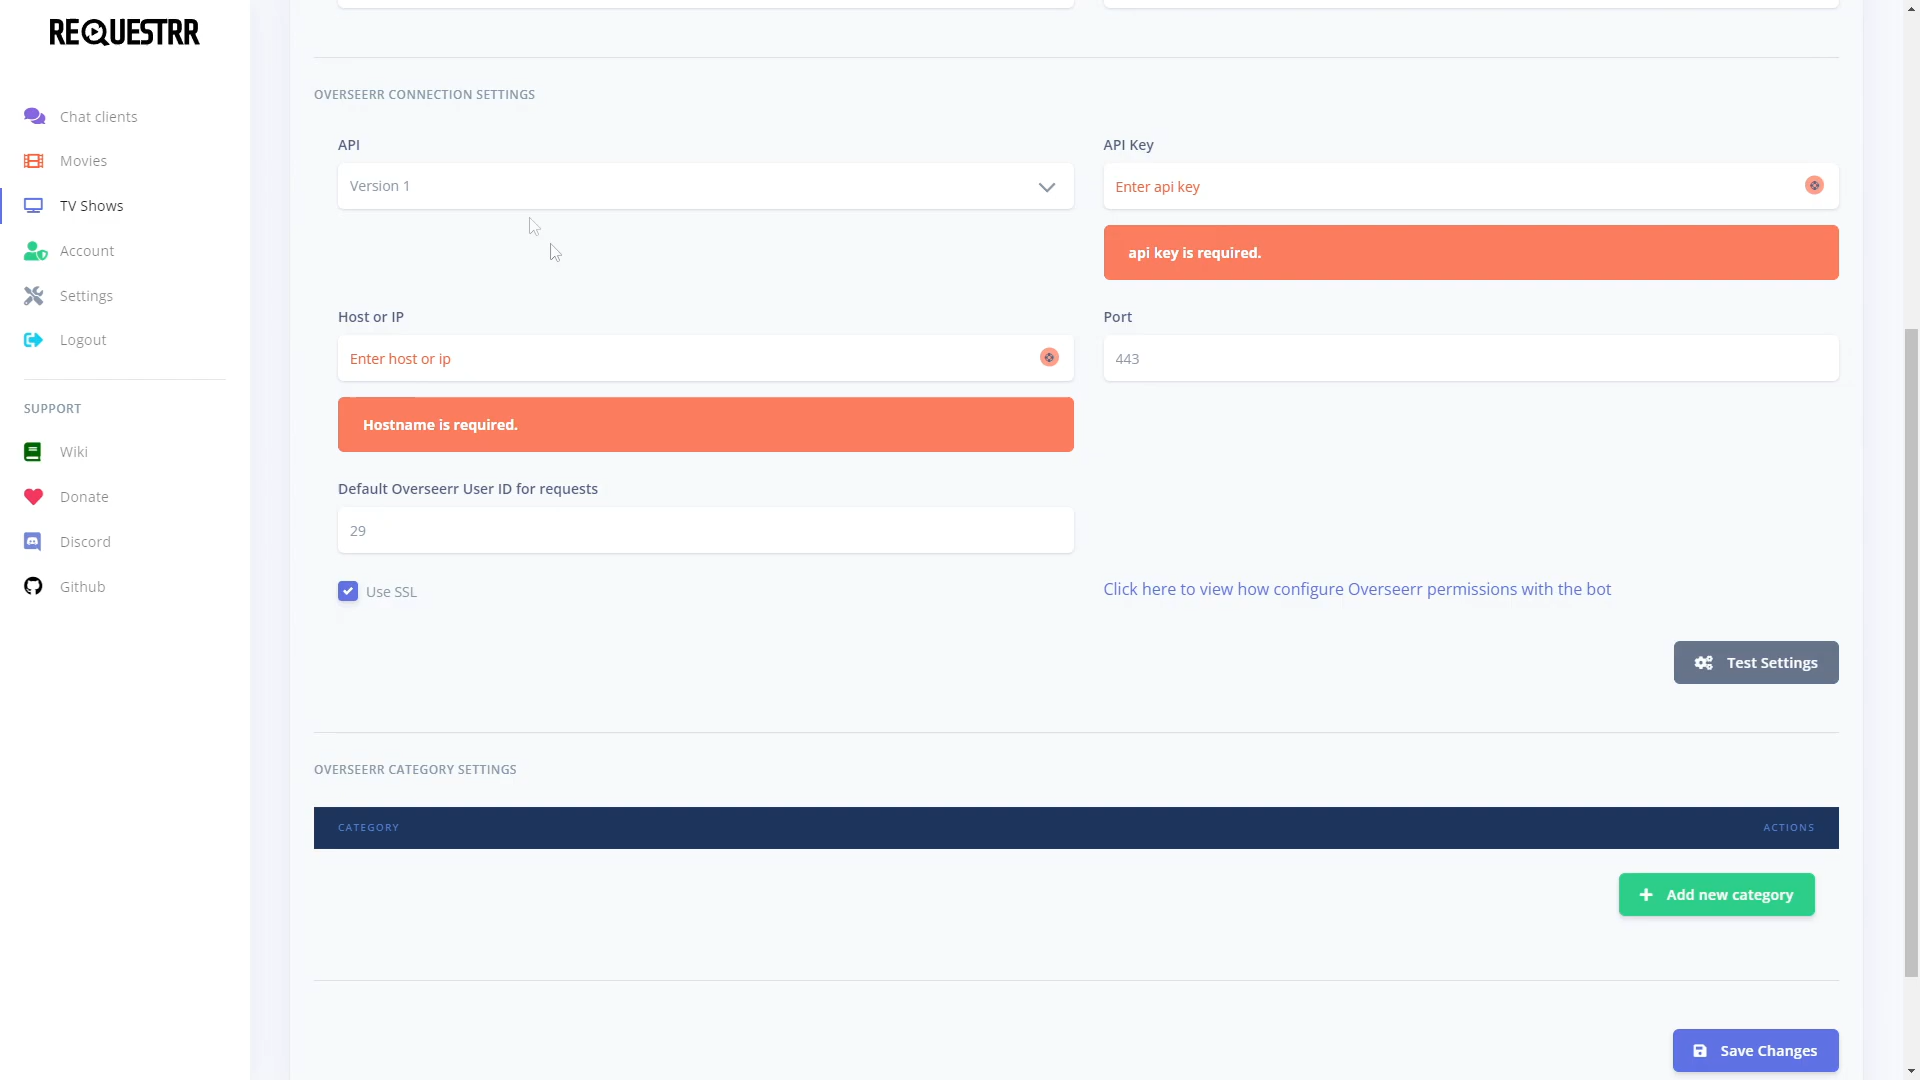 REQUESTRR
Chat clients
Movies
TV Shows
Account
Settings
Logout
SUPPORT
Wiki
Donate
Discord
Github
OVERSEERR CONNECTION SETTINGS
API
API Key
Version 1
Enter api key
api key is required.
Host or IP
Port
Enter host or ip
443
Hostname is required.
Default Overseerr User ID for requests
29
Use SSL
Click here to view how configure Overseerr permissions with the bot
Test Settings
OVERSEERR CATEGORY SETTINGS
CATEGORY
ACTIONS
Add new category
Save Changes